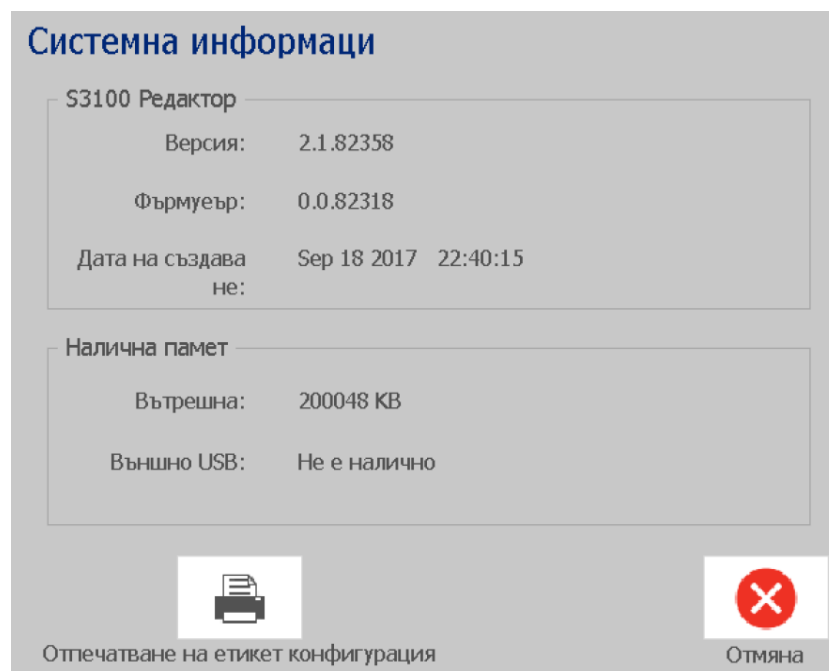 Системна информаци
S3100 Редактор
Версия: 2.1.82358
Фърмуеър: 0.0.82318
Дата на създава Sep 18 2017 22:40:15
не:
Налична памет
Вътрешна: 200048 KB
Външно USB: Не е налично
Отпечатване на етикет конфигурация
Отмяна